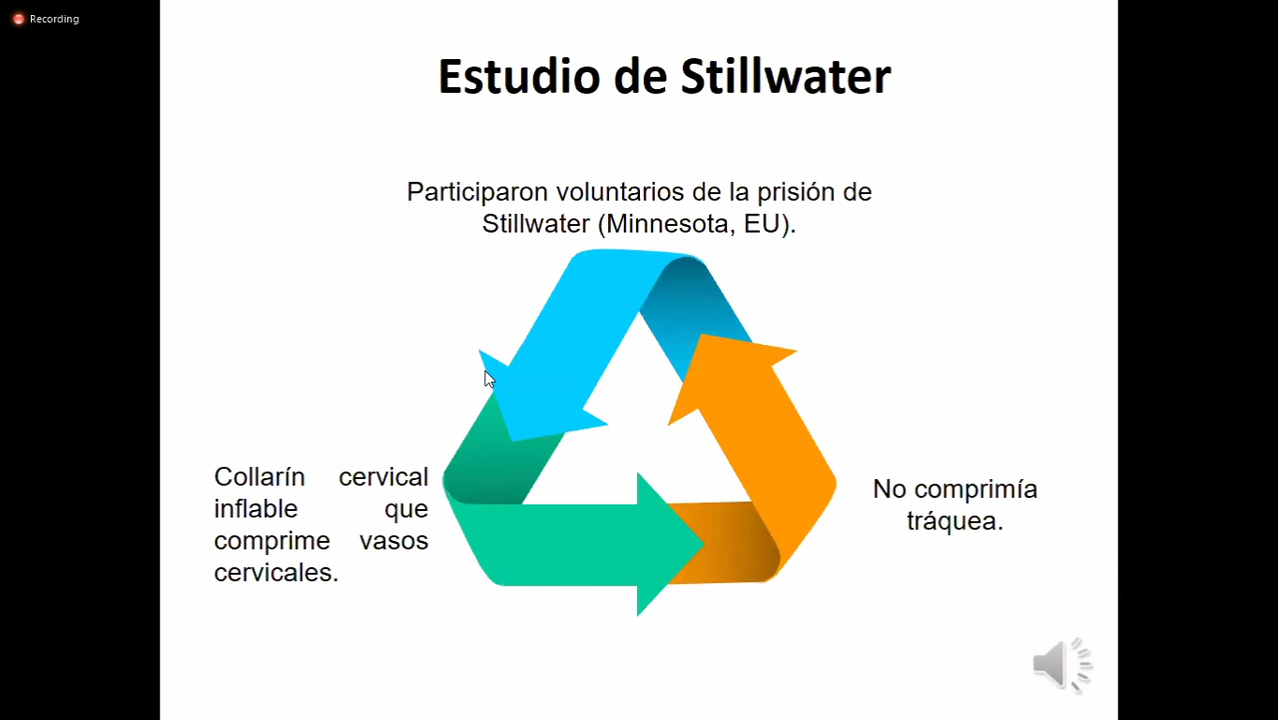 Recording
Estudio de Stillwater
Participaron voluntarios de la prisión de
Stillwater (Minnesota, EU).
Collarín cervical
inflable que
comprime vasos
cervicales.
No comprimía
tráquea.